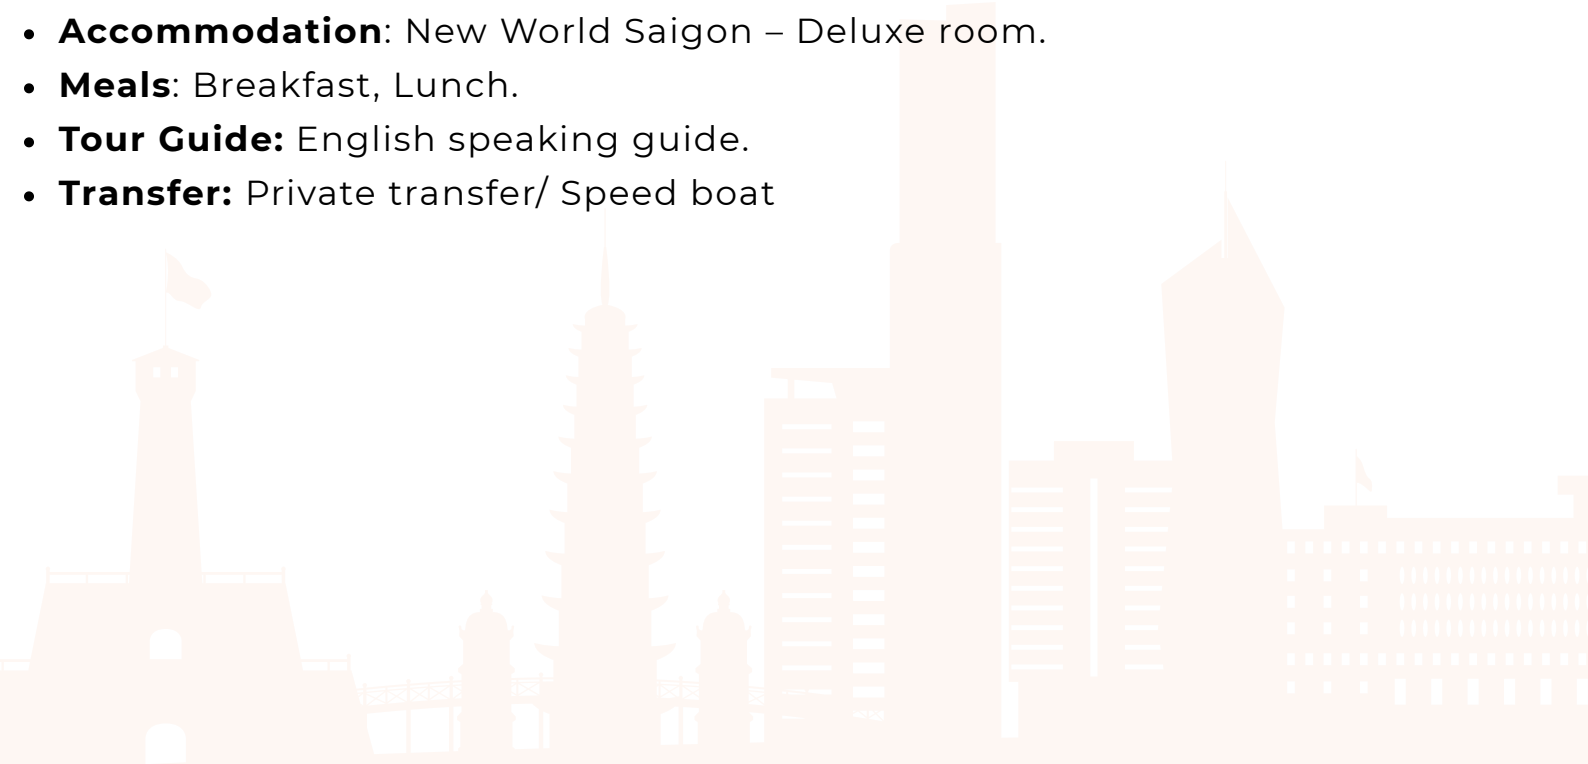 • Accommodation: New World Saigon – Deluxe room.
• Meals: Breakfast, Lunch.
• Tour Guide: English speaking guide.
• Transfer: Private transfer/ Speed boat